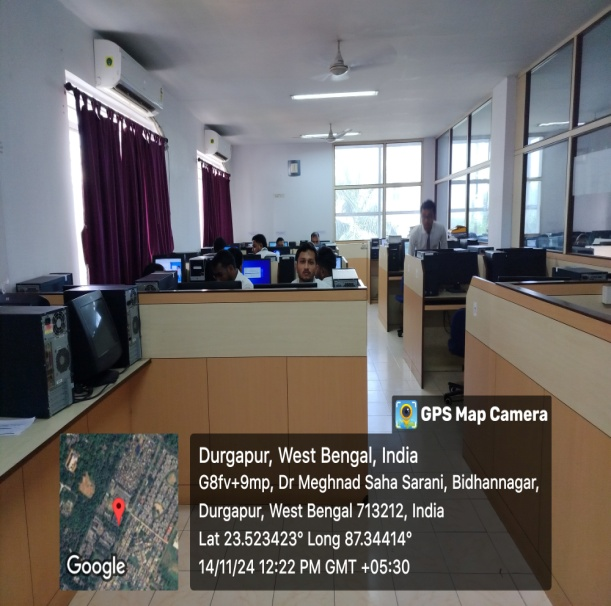 GPS Map Camera
Durgapur, West Bengal, India
G8fv+9mp, Dr Meghnad Saha Sarani, Bidhannagar,
Durgapur, West Bengal 713212, India
Lat 23.523423° Long 87.34414°
14/11/24 12:22 PM GMT +05:30
Google